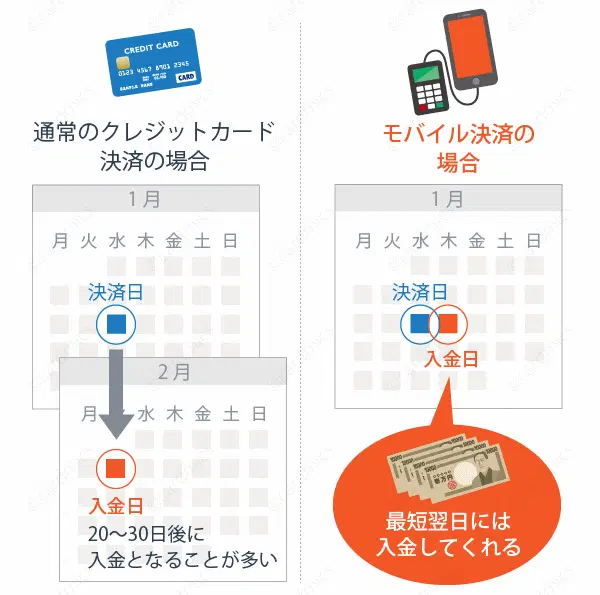 CREDIT CARD
0123 4567 8901 2345
SAMPLE NAME
CARD
通常のクレジットカード
決済の場合
1月
月 火 水 木 金 土 日
決済日
2月
月 水 木 金 土 日
入金日
20〜30日後に
入金となることが多い
モバイル決済の
場合
1月
月 火 水 木 金 土 日
決済日
入金日
壱万円
最短翌日には
入金してくれる